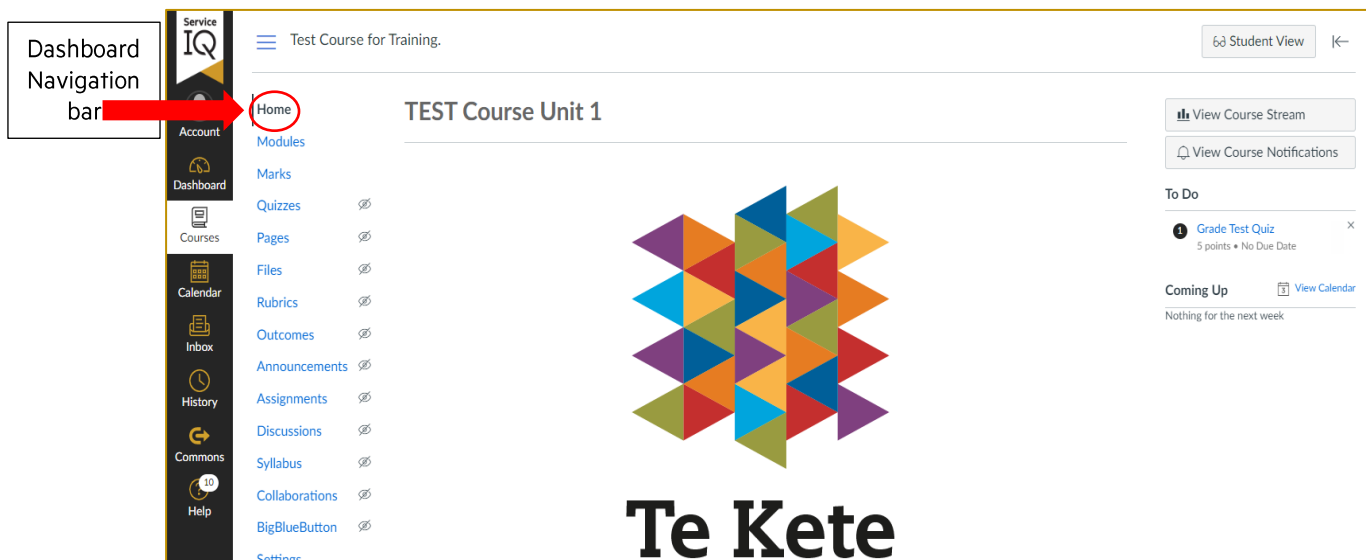 Dashboard
Navigation
bar
Service
IQ
Account
Dashboard
Courses
Calendar
Inbox
History
Commons
10
Help
Test Course for Training.
Student View
Home
Modules
Marks
Quizzes
Pages
Files
Rubrics
Outcomes
Announcements
Assignments
Discussions
Syllabus
Collaborations
BigBlueButton
Settings
TEST Course Unit 1
Te Kete
View Course Stream
View Course Notifications
To Do
1 Grade Test Quiz
5 points • No Due Date
Coming Up 3 View Calendar
Nothing for the next week